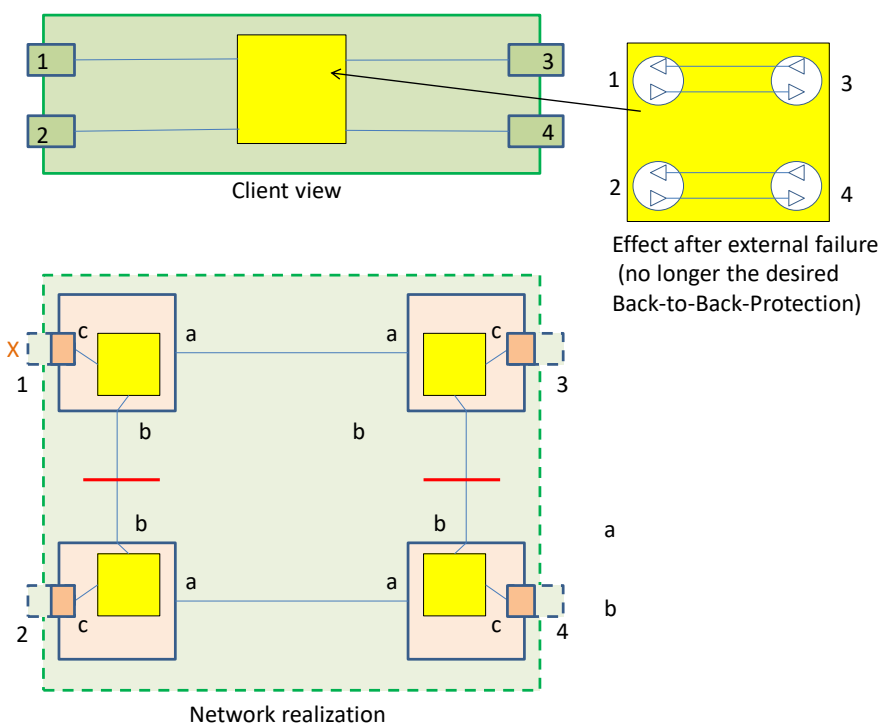 1
3
2
4
Client view
1
3
2
4
Effect after external failure
(no longer the desired
Back-to-Back-Protection)
c
a
a
c
X
1
3
b
b
b
b
a
a
a
c
c
b
2
4
Network realization